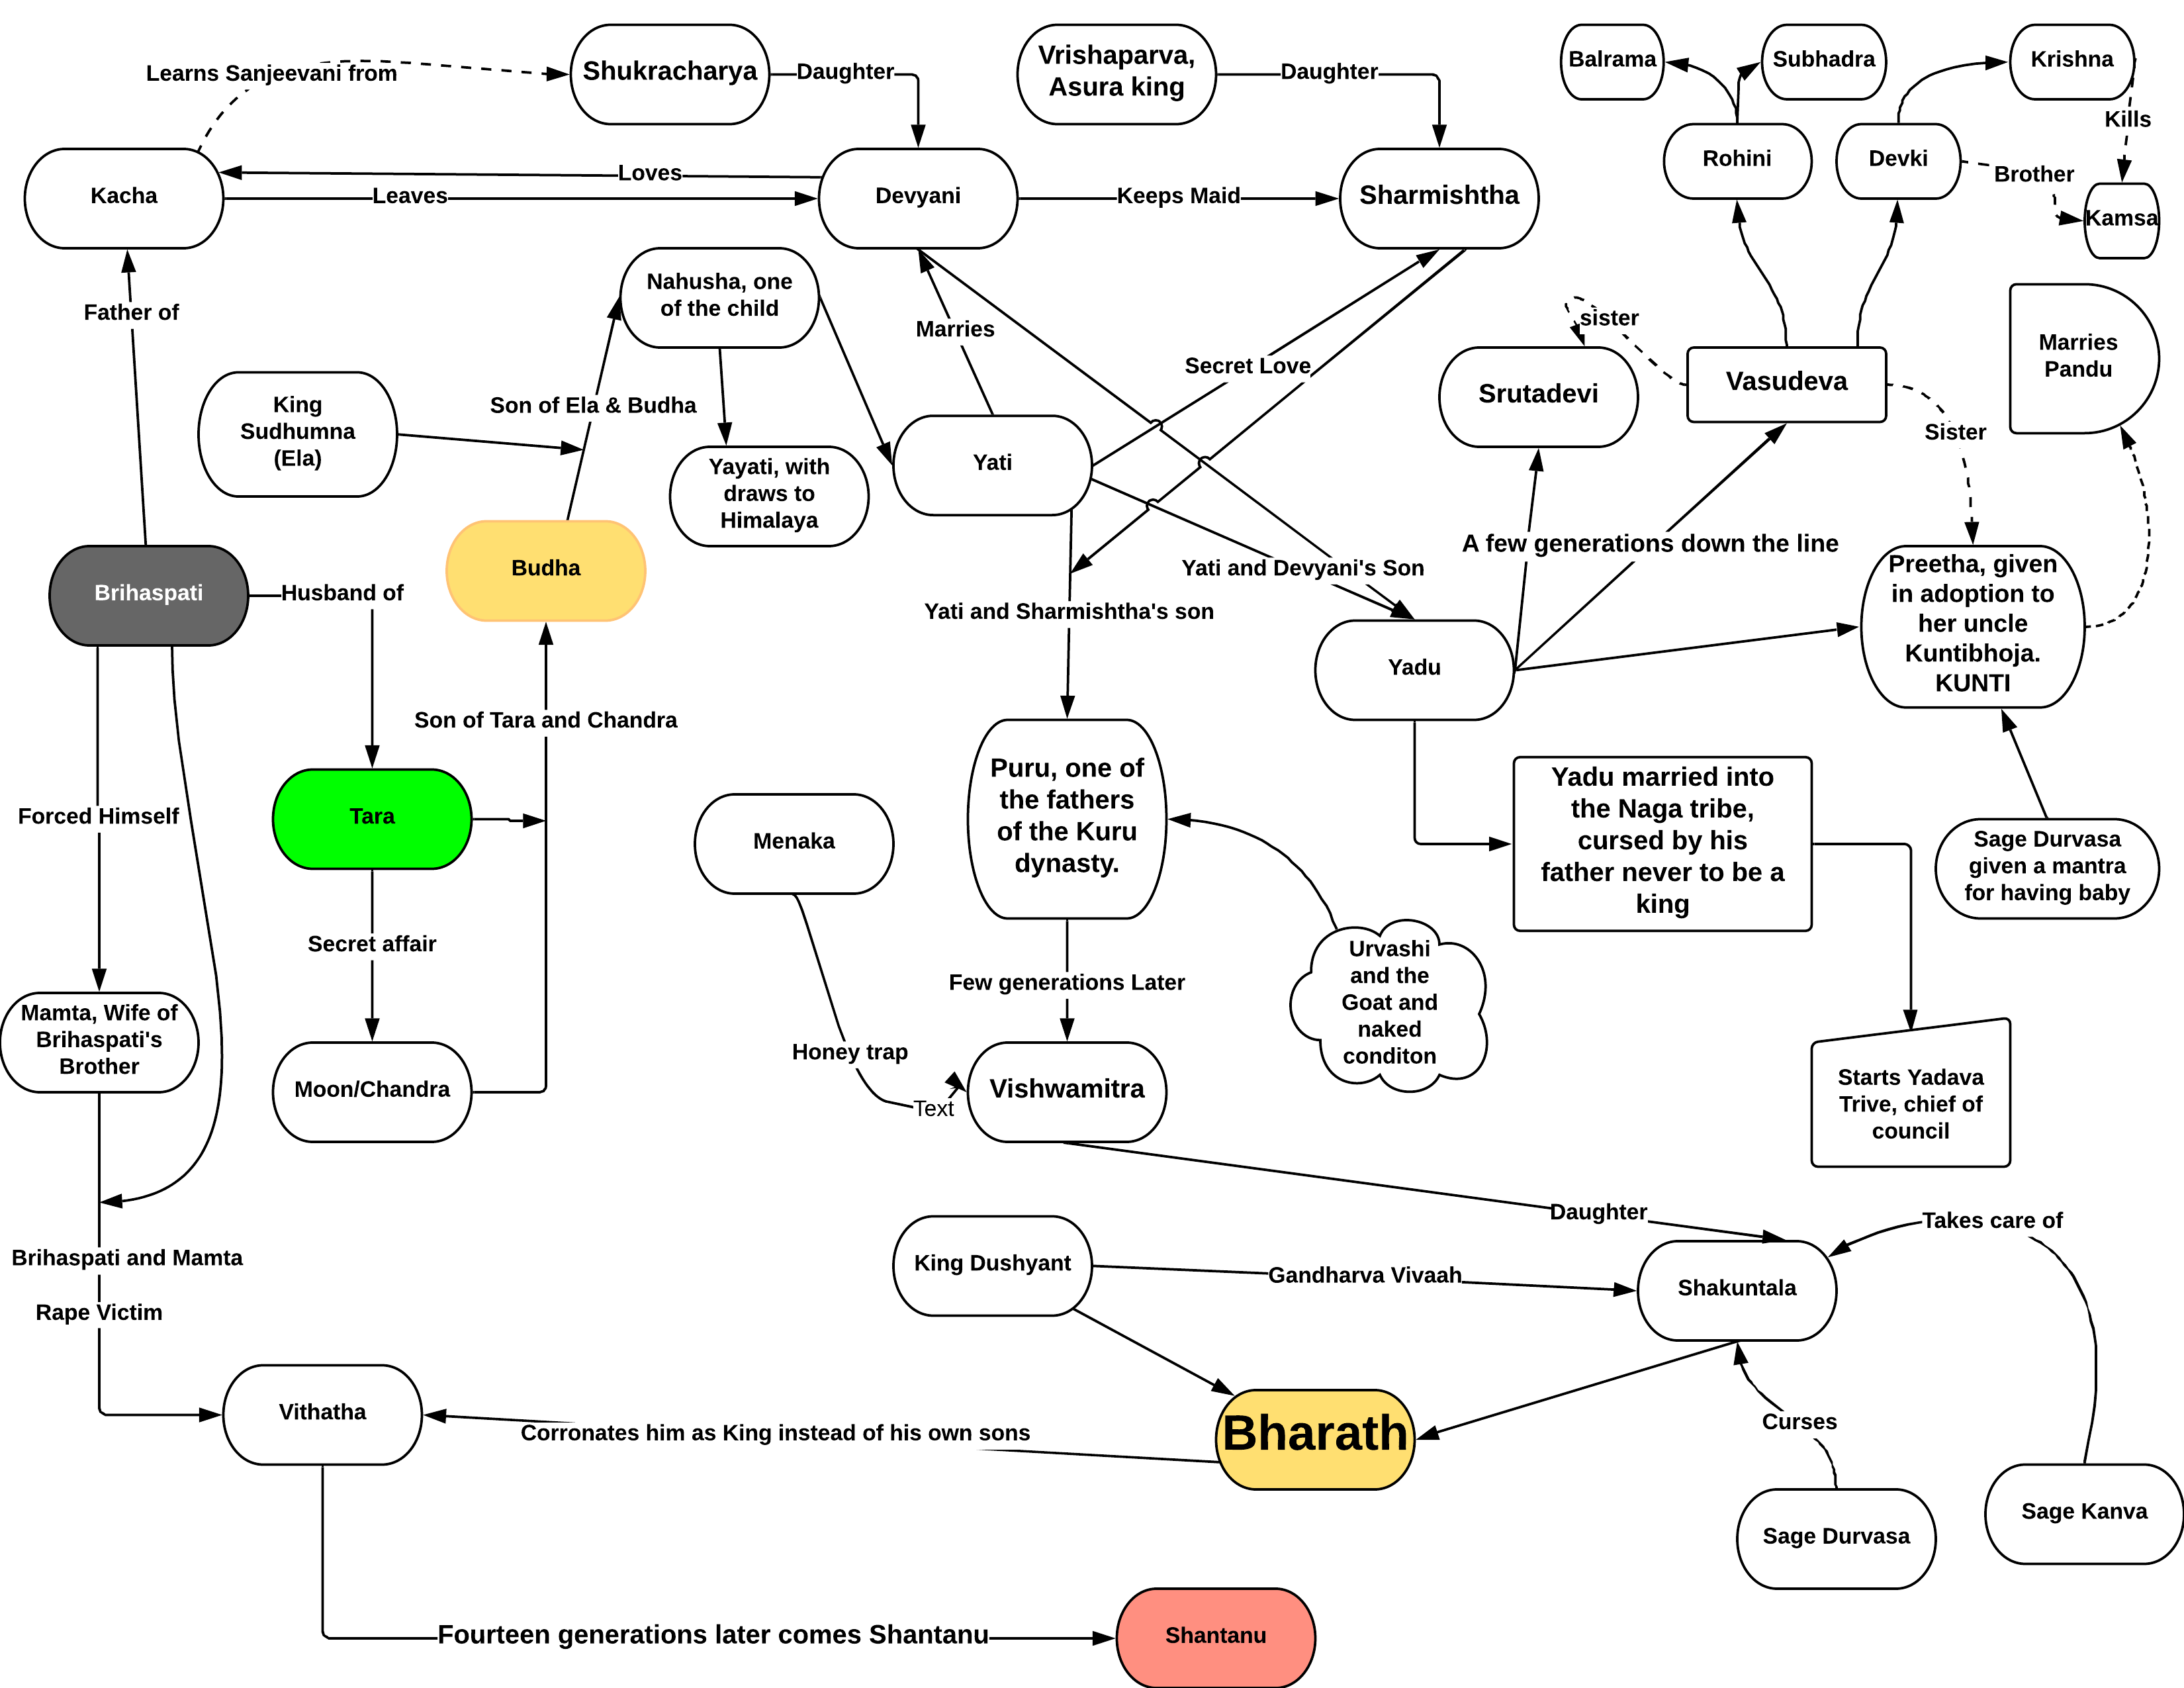 Learns Sanjeevani from
Shukracharya
Daughter
Vrishaparva,
Asura king
Daughter
Balrama
Subhadra
Krishna
Kills
Kacha
Loves
Leaves
Devyani
Keeps Maid
Sharmishtha
Rohini
Devki
Brother
Kamsa
Father of
Nahusha, one
of the child
Marries
Secret Love
sister
Srutadevi
Vasudeva
Marries
Pandu
Sister
King
Sudhumna
(Ela)
Son of Ela & Budha
Yayati, with
draws to
Himalaya
Yati
A few generations down the line
Brihaspati
Husband of
Budha
Yati and Devyani's Son
Yati and Sharmishtha's son
Preetha, given
in adoption to
her uncle
Kuntibhoja.
KUNTI
Yadu
Son of Tara and Chandra
Forced Himself
Tara
Menaka
Puru, one of
the fathers
of the Kuru
dynasty.
Yadu married into
the Naga tribe,
cursed by his
father never to be a
king
Sage Durvasa
given a mantra
for having baby
Secret affair
Few generations Later
Urvashi
and the
Goat and
naked
conditon
Mamta, Wife of
Brihaspati's
Brother
Moon/Chandra
Honey trap
Text
Vishwamitra
Starts Yadava
Trive, chief of
council
Daughter
Takes care of
Brihaspati and Mamta
Rape Victim
King Dushyant
Gandharva Vivaah
Shakuntala
Vithatha
Corronates him as King instead of his own sons
Bharath
Curses
Sage Durvasa
Sage Kanva
Fourteen generations later comes Shantanu
Shantanu